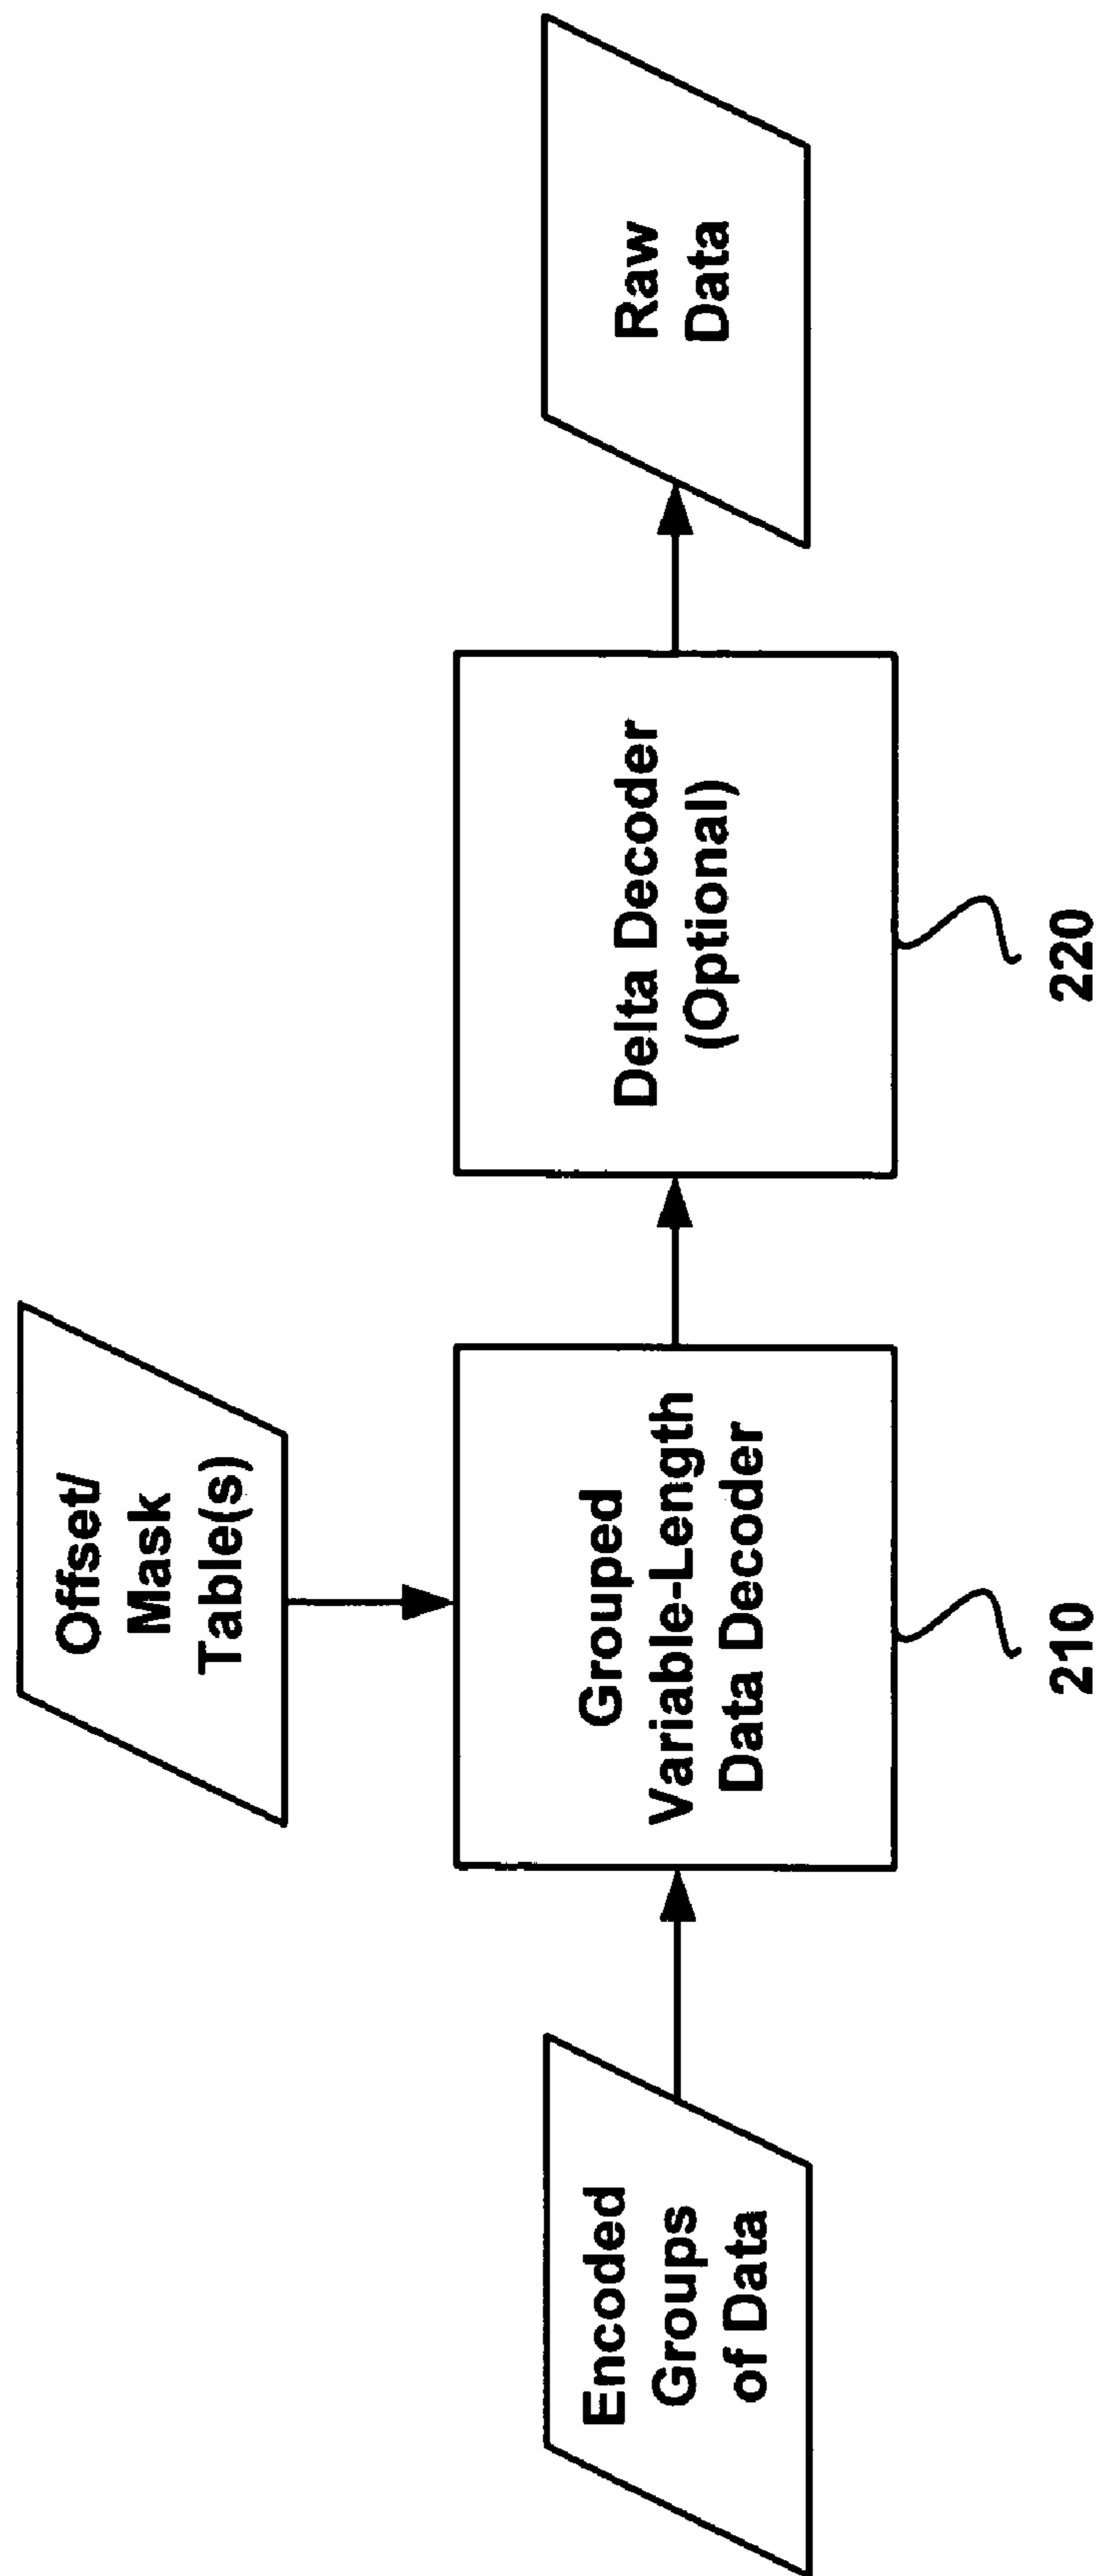 Offset/
Mask
Table(s)
Encoded
Groups
of Data
Grouped
Variable-Length
Data Decoder
Delta Decoder
(Optional)
Raw
Data
210
220